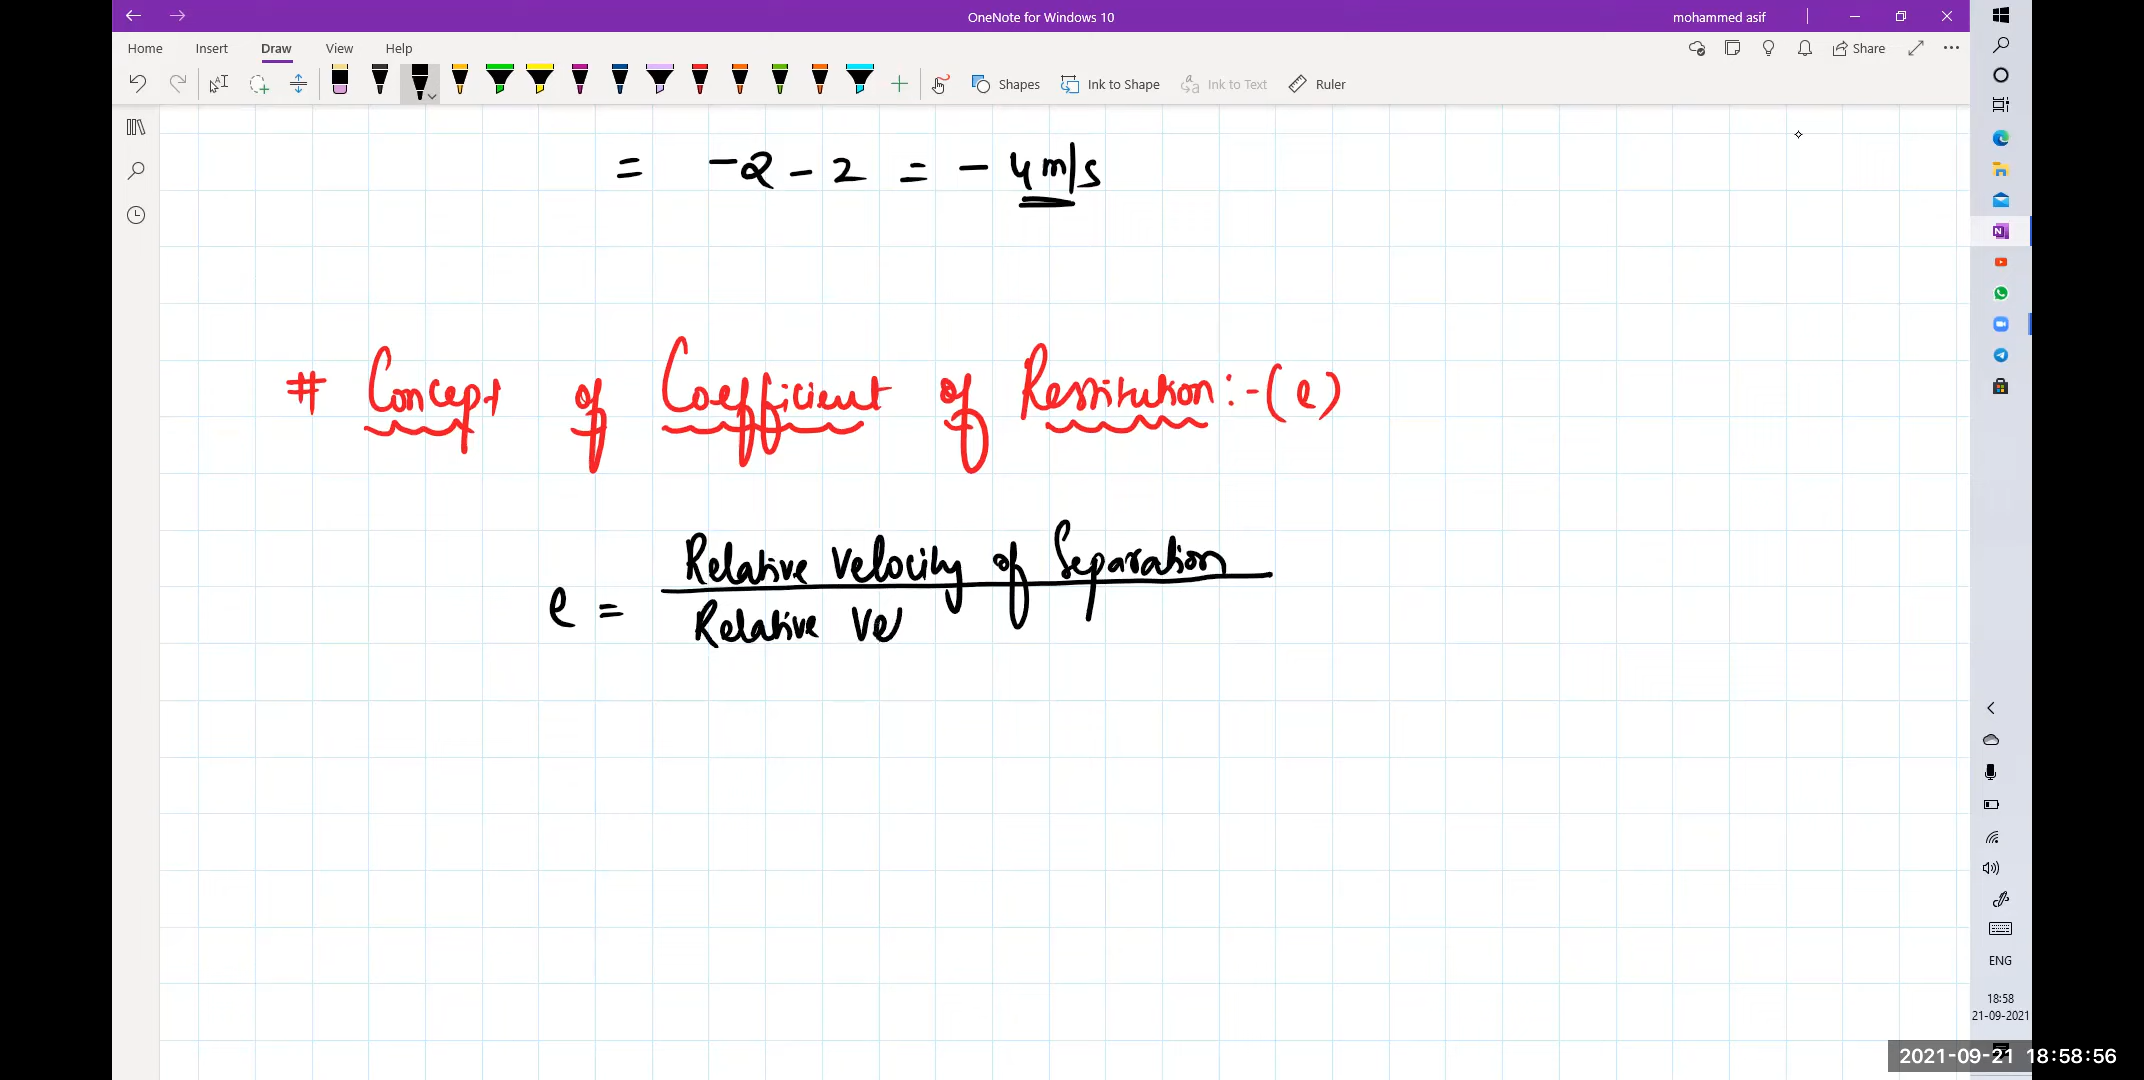 OneNote for Windows 10
mohammed asif
Home Insert Draw View Help
Share
Shapes Ink to Shape Ink to Text Ruler
= -2 - 2 = - 4 m/s
# Concept of Coefficient of Restitution :- (e)
e = Relative Velocity of Separation
Relative Ve
ENG
18:58
21-09-2021
2021-09-21 18:58:56